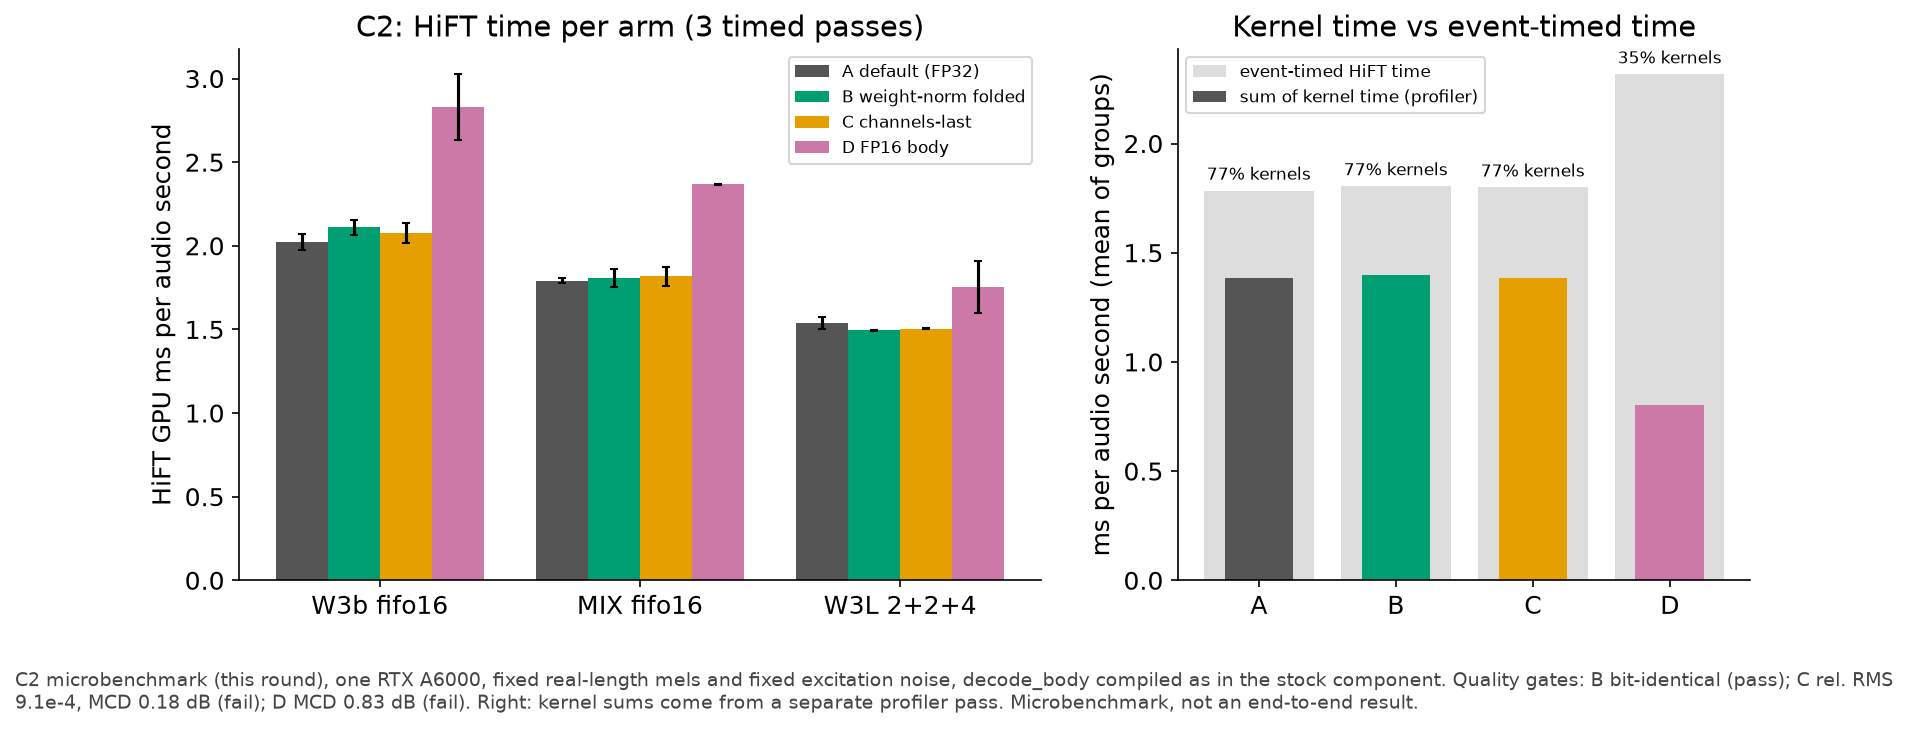 C2: HiFT time per arm (3 timed passes)
HiFT GPU ms per audio second
3.0
2.5
2.0
1.5
1.0
0.5
0.0
A default (FP32)
B weight-norm folded
C channels-last
D FP16 body
W3b fifo16
MIX fifo16
W3L 2+2+4
Kernel time vs event-timed time
ms per audio second (mean of groups)
2.0
1.5
1.0
0.5
0.0
event-timed HiFT time
sum of kernel time (profiler)
77% kernels
77% kernels
77% kernels
35% kernels
A
B
C
D
C2 microbenchmark (this round), one RTX A6000, fixed real-length mels and fixed excitation noise, decode_body compiled as in the stock component. Quality gates: B bit-identical (pass); C rel. RMS
9.1e-4, MCD 0.18 dB (fail); D MCD 0.83 dB (fail). Right: kernel sums come from a separate profiler pass. Microbenchmark, not an end-to-end result.